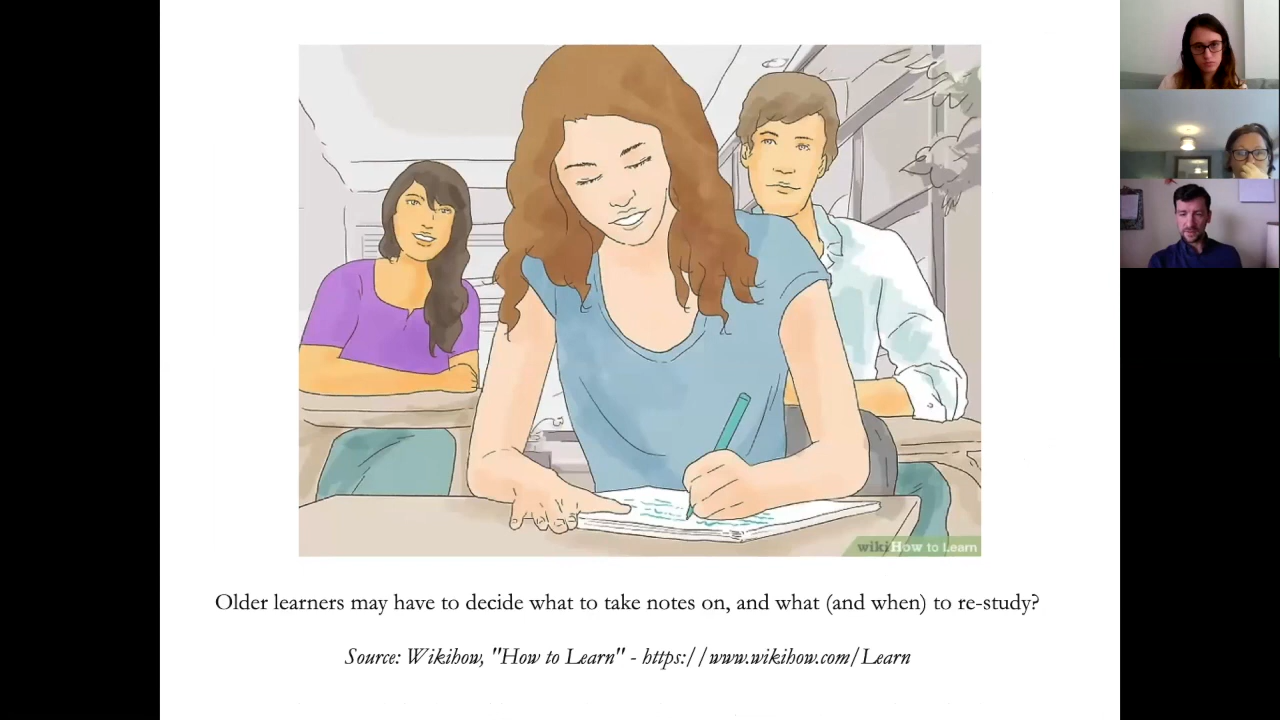 wikiHow to Learn
Older learners may have to decide what to take notes on, and what (and when) to re-study?
Source: Wikihow, "How to Learn" - https://www.wikihow.com/Learn